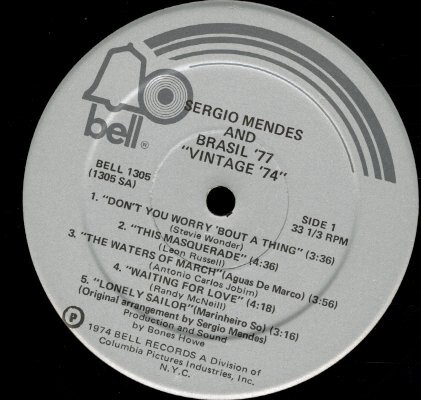 bell®
SERGIO MENDES
AND
BRASIL '77
"VINTAGE '74"
BELL 1305
(1305 SA)
SIDE 1
33 1/3 RPM
1. "DON'T YOU WORRY 'BOUT A THING" (3:36)
(Stevie Wonder)
2. "THIS MASQUERADE" (4:36)
(Leon Russell)
3. "THE WATERS OF MARCH" (Aguas De Marco) (3:56)
(Antonio Carlos Jobim)
4. "WAITING FOR LOVE" (4:18)
(Randy McNeill)
5. "LONELY SAILOR" (Marinheiro So) (3:16)
(Original arrangement by Sergio Mendes)
Production and Sound
by Bones Howe
℗ 1974 BELL RECORDS A Division of
Columbia Pictures Industries, Inc.
N.Y.C.